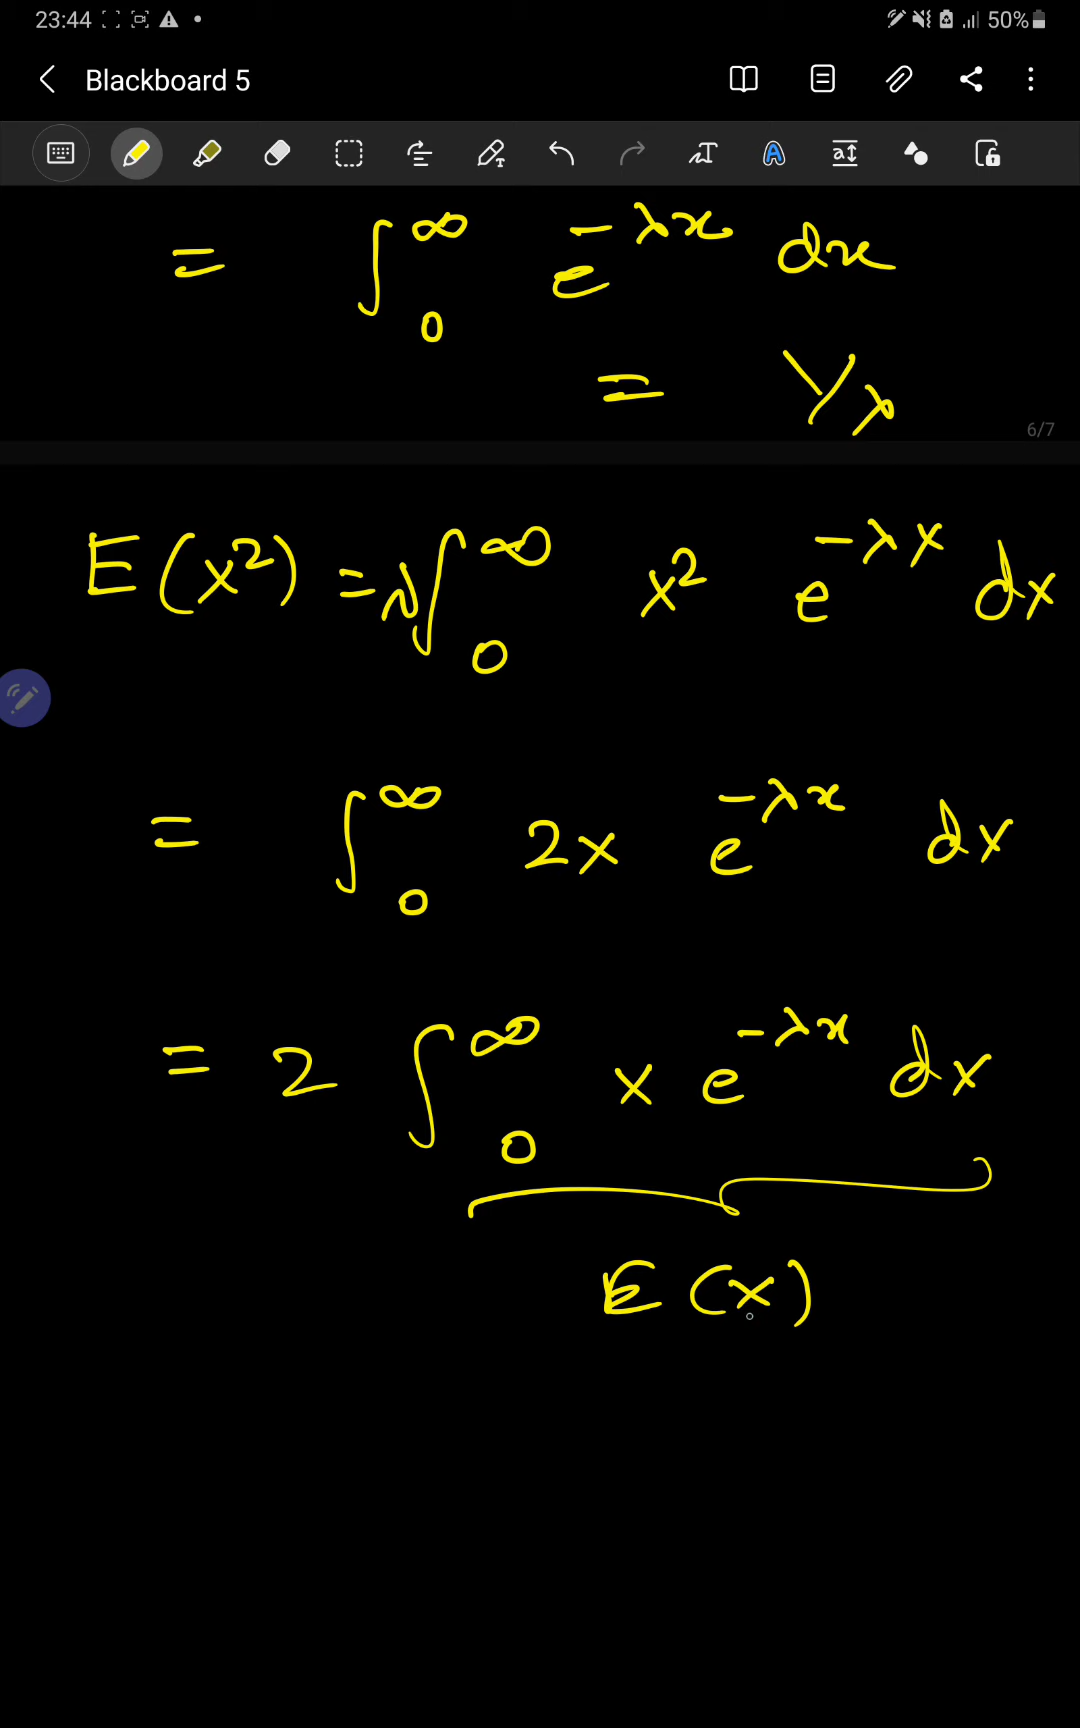 23:44 50%
Blackboard 5
= ∫₀^∞ e^{-λx} dx
= 1/λ
6/7
E(x²) = λ∫₀^∞ x² e^{-λx} dx
= ∫₀^∞ 2x e^{-λx} dx
= 2 ∫₀^∞ x e^{-λx} dx
E(x)